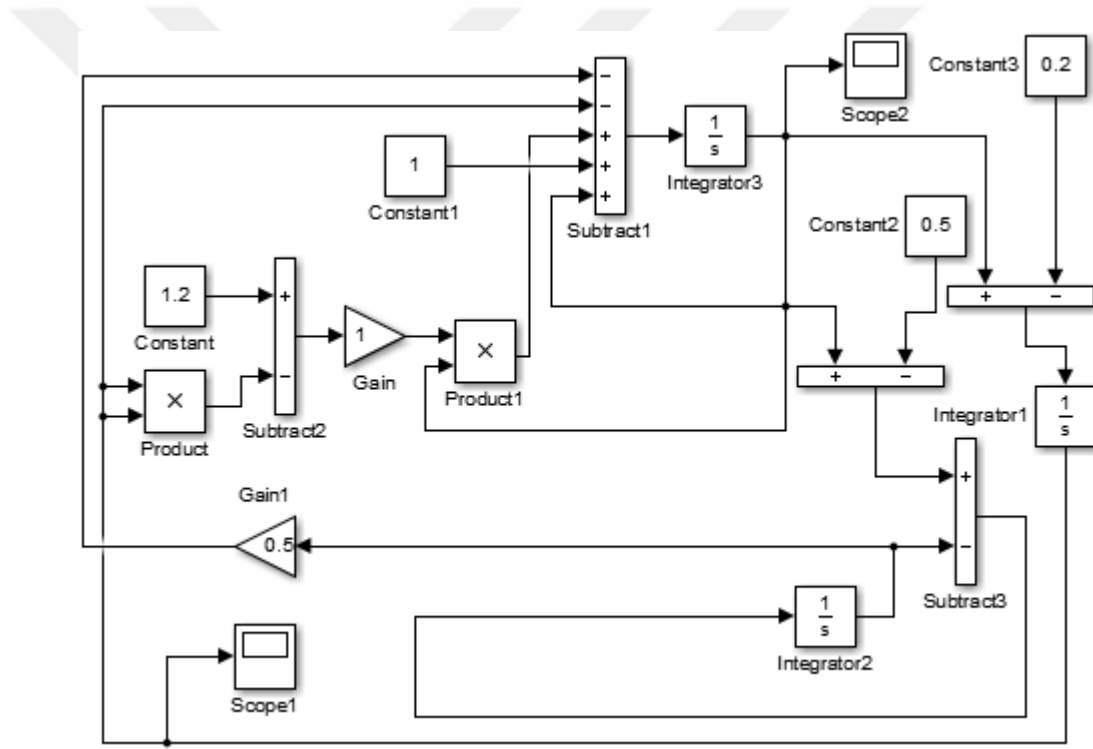 −
−
+
+
+
Subtract1
1
Constant1
1
s
Integrator3
Scope2
Constant3
0.2
Constant2
0.5
+ −
1.2
Constant
+
−
Subtract2
1
Gain
×
Product1
×
Product
+ −
Integrator1
1
s
Gain1
0.5
+
−
Subtract3
1
s
Integrator2
Scope1